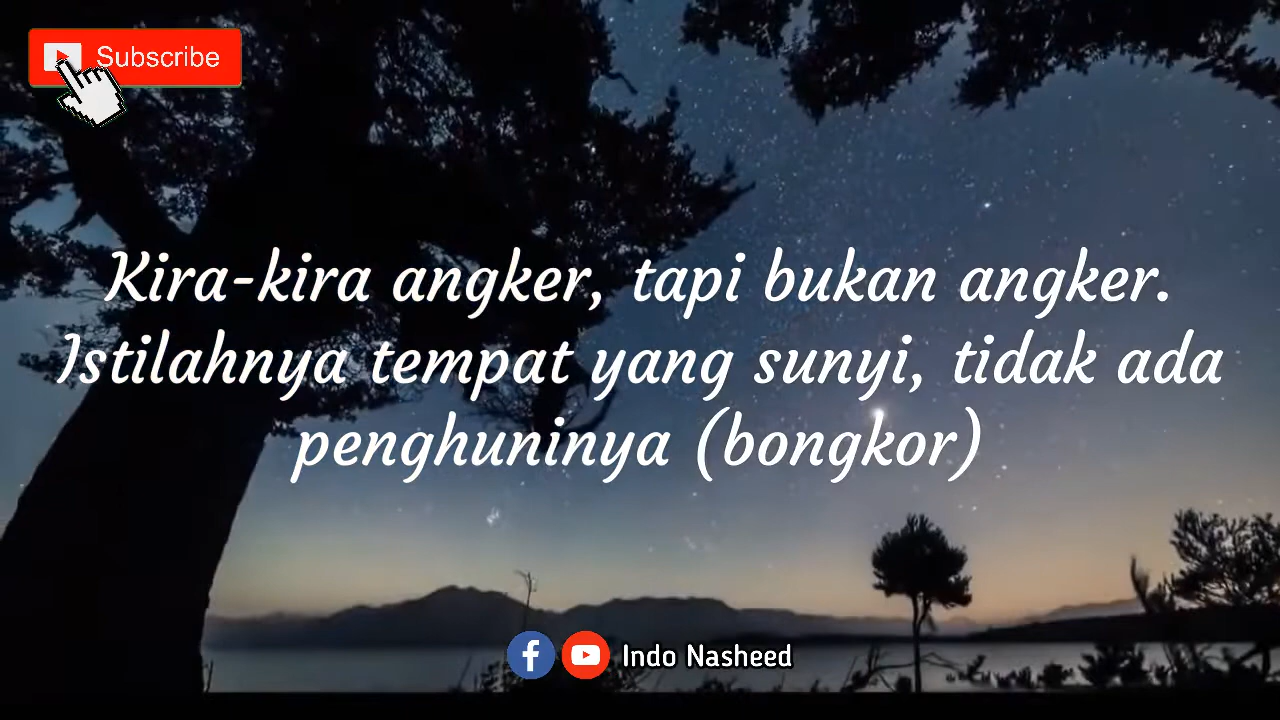 Subscribe
Kira-kira angker, tapi bukan angker.
Istilahnya tempat yang sunyi, tidak ada
penghuninya (bongkor)
Indo Nasheed